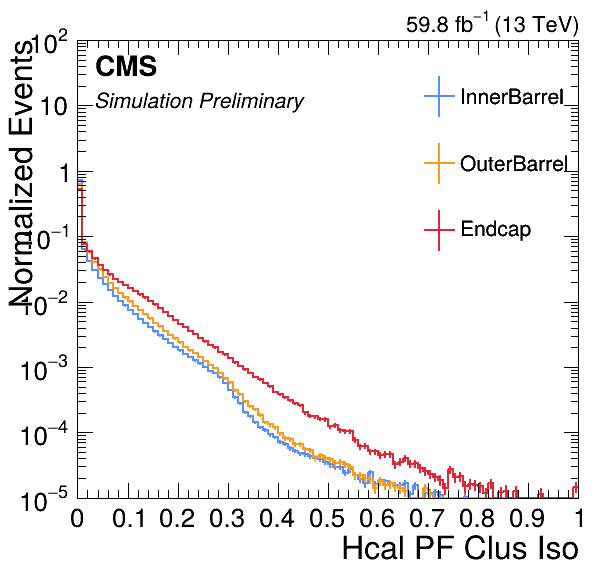 59.8 fb⁻¹ (13 TeV)
CMS
Simulation Preliminary
InnerBarrel
OuterBarrel
Endcap
Normalized Events
10²
10
1
10⁻¹
10⁻²
10⁻³
10⁻⁴
10⁻⁵
0 0.1 0.2 0.3 0.4 0.5 0.6 0.7 0.8 0.9 1
Hcal PF Clus Iso